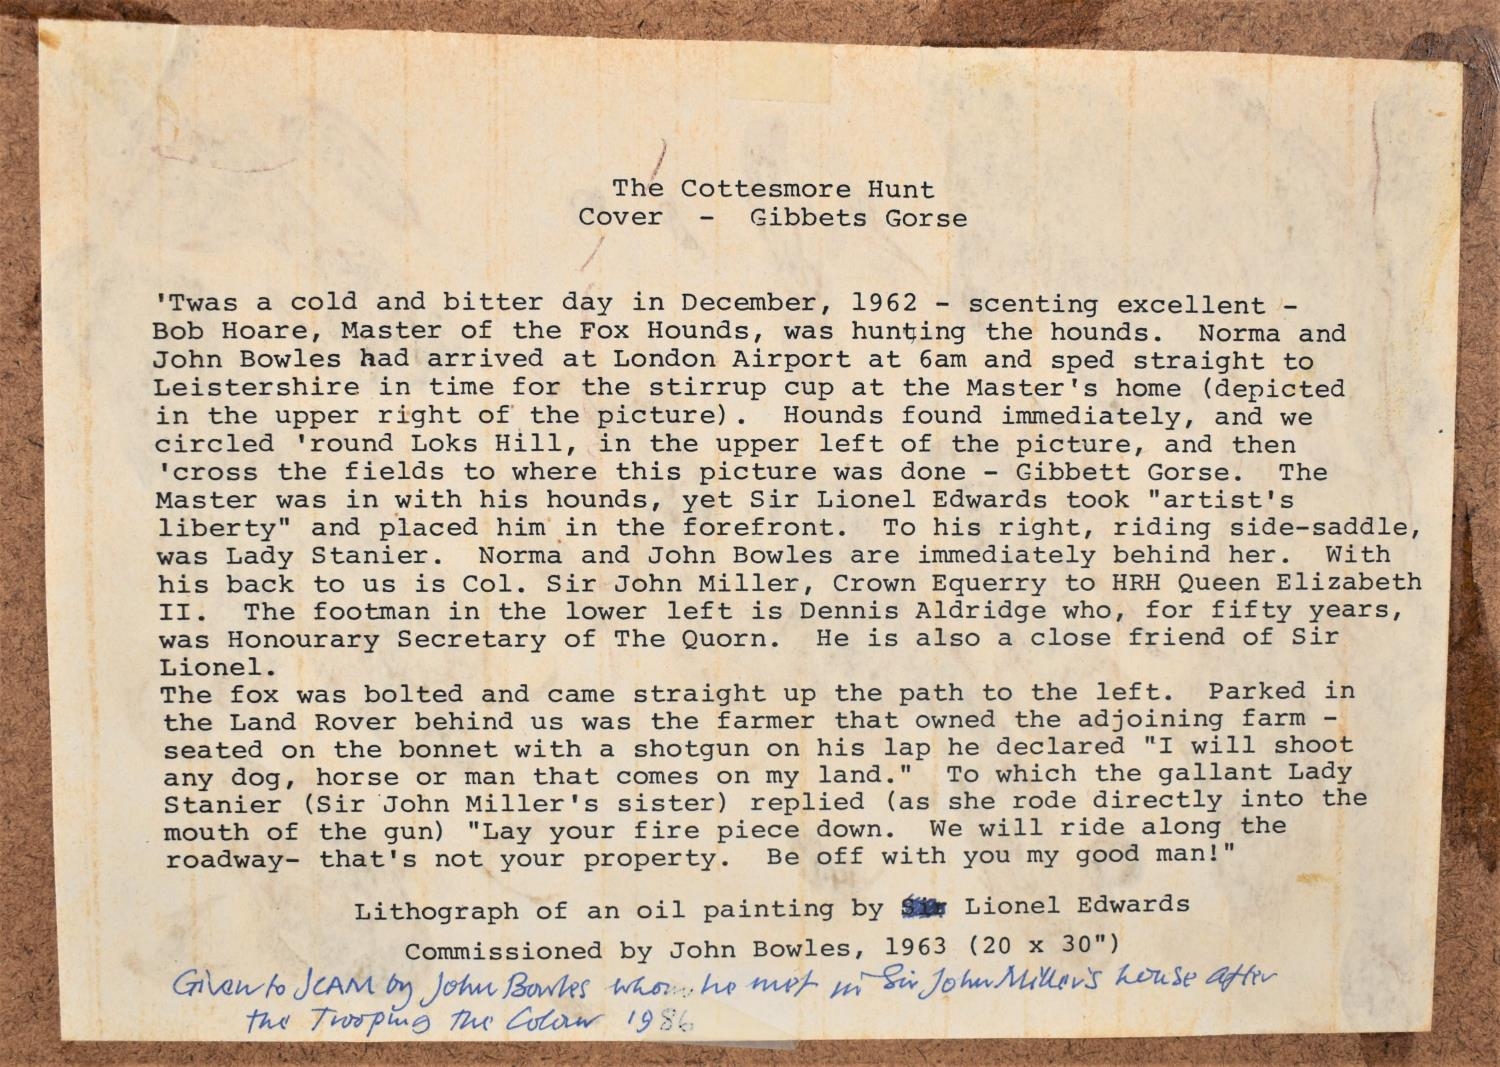 The Cottesmore Hunt
Cover - Gibbets Gorse
'Twas a cold and bitter day in December, 1962 - scenting excellent -
Bob Hoare, Master of the Fox Hounds, was hunting the hounds. Norma and
John Bowles had arrived at London Airport at 6am and sped straight to
Leistershire in time for the stirrup cup at the Master's home (depicted
in the upper right of the picture). Hounds found immediately, and we
circled 'round Loks Hill, in the upper left of the picture, and then
'cross the fields to where this picture was done - Gibbett Gorse. The
Master was in with his hounds, yet Sir Lionel Edwards took "artist's
liberty" and placed him in the forefront. To his right, riding side-saddle,
was Lady Stanier. Norma and John Bowles are immediately behind her. With
his back to us is Col. Sir John Miller, Crown Equerry to HRH Queen Elizabeth
II. The footman in the lower left is Dennis Aldridge who, for fifty years,
was Honourary Secretary of The Quorn. He is also a close friend of Sir
Lionel.
The fox was bolted and came straight up the path to the left. Parked in
the Land Rover behind us was the farmer that owned the adjoining farm -
seated on the bonnet with a shotgun on his lap he declared "I will shoot
any dog, horse or man that comes on my land." To which the gallant Lady
Stanier (Sir John Miller's sister) replied (as she rode directly into the
mouth of the gun) "Lay your fire piece down. We will ride along the
roadway- that's not your property. Be off with you my good man!"
Lithograph of an oil painting by Sir Lionel Edwards
Commissioned by John Bowles, 1963 (20 x 30")
Given to JCAM by John Bowles whom he met in Sir John Miller's house after
the Trooping the Colour 1986